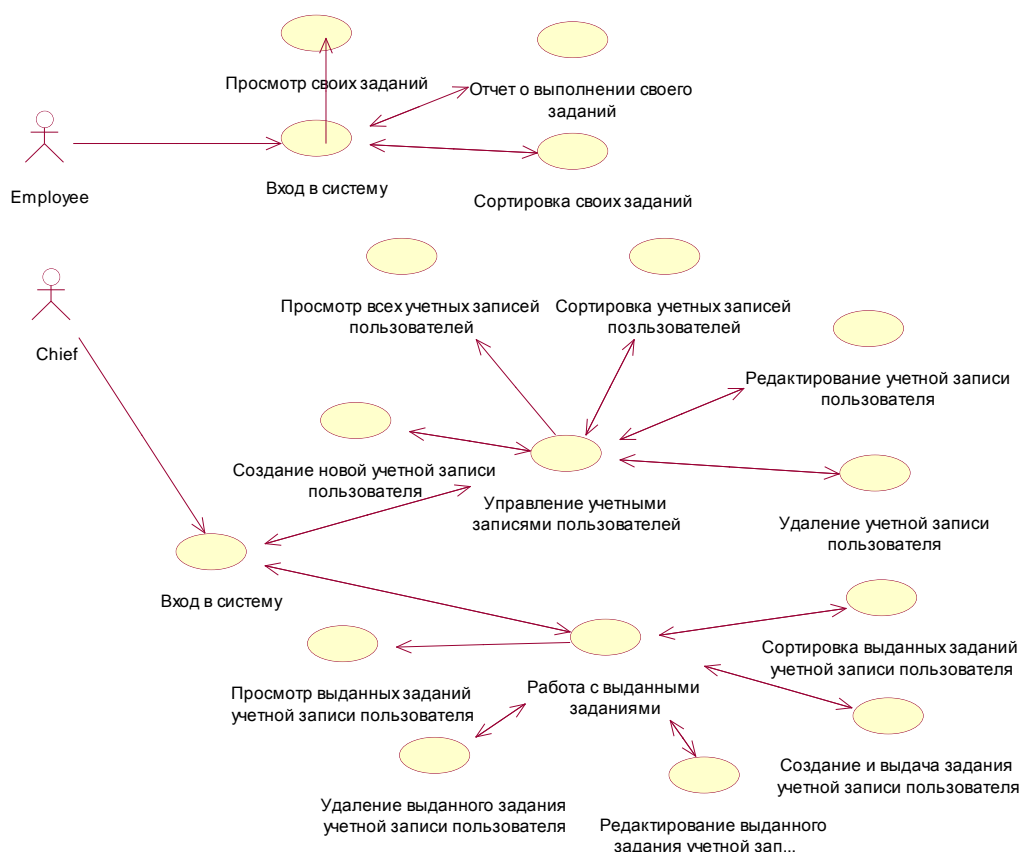 Просмотр своих заданий
Отчет о выполнении своего
заданий
Вход в систему
Employee
Сортировка своих заданий
Просмотр всех учетных записей
пользователей
Сортировка учетных записей
позльзователей
Chief
Редактирование учетной записи
пользователя
Создание новой учетной записи
пользователя
Управление учетными
записями пользователей
Удаление учетной записи
пользователя
Вход в систему
Сортировка выданных заданий
учетной записи пользователя
Просмотр выданных заданий
учетной записи пользователя
Работа с выданными
заданиями
Создание и выдача задания
учетной записи пользователя
Удаление выданного задания
учетной записи пользователя
Редактирование выданного
задания учетной зап...